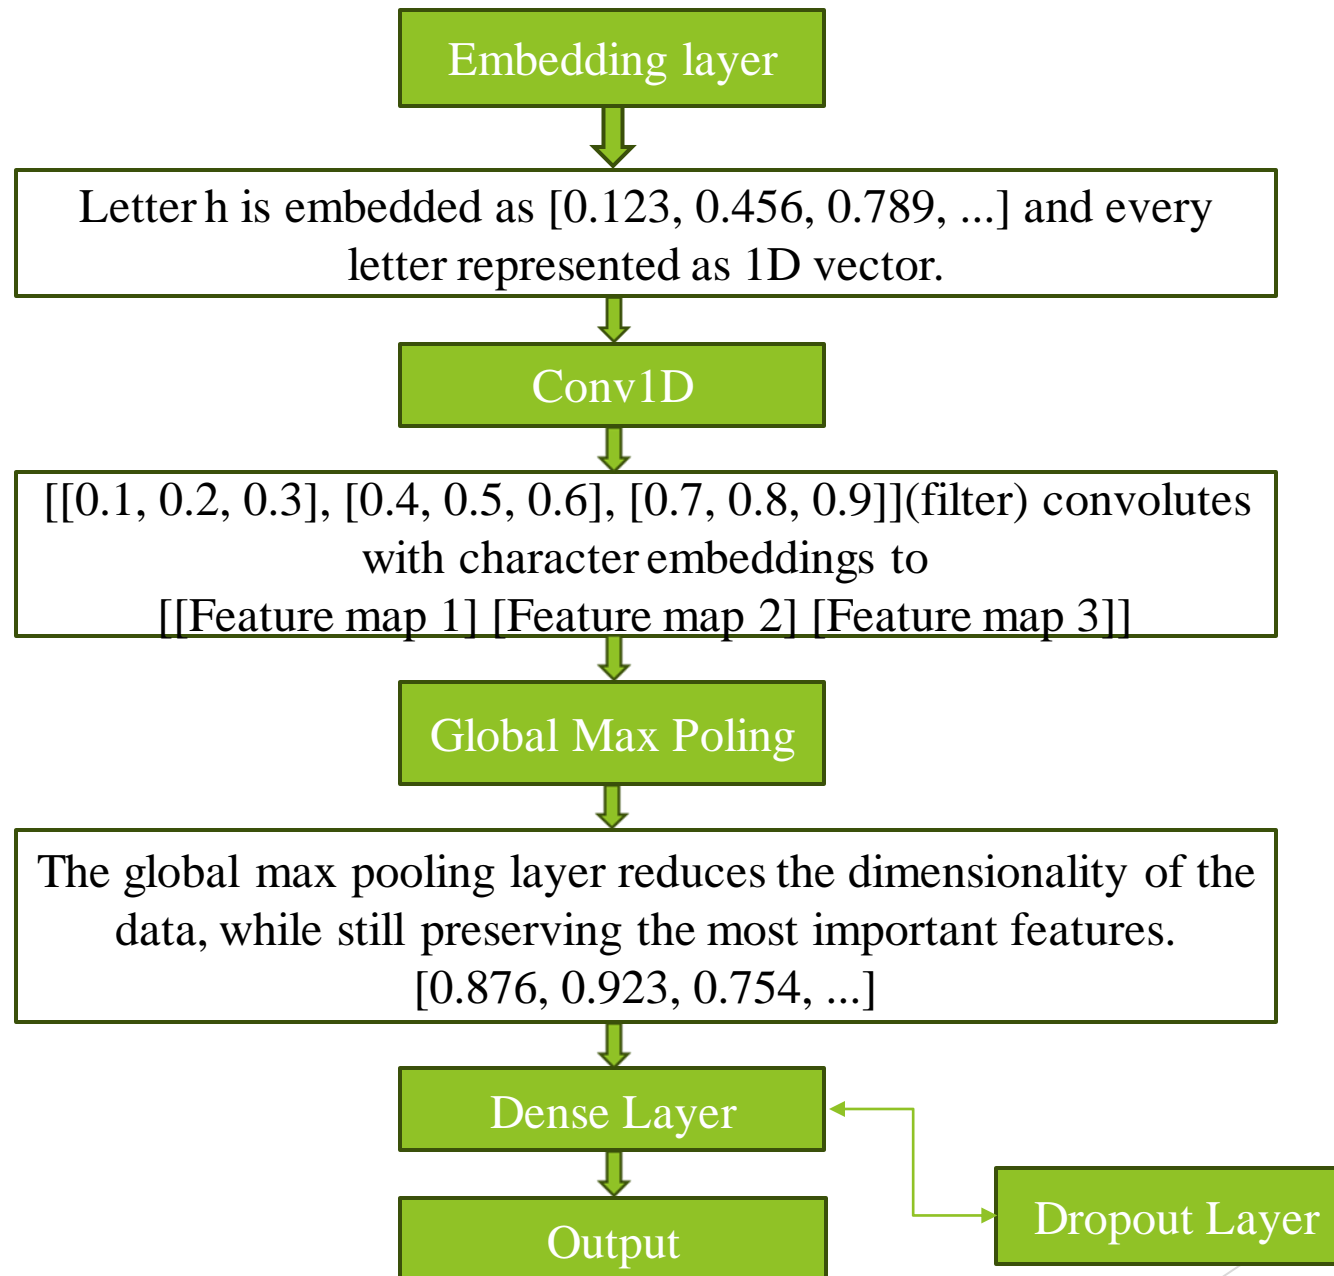 Embedding layer
Letter h is embedded as [0.123, 0.456, 0.789, ...] and every
letter represented as 1D vector.
Conv1D
[[0.1, 0.2, 0.3], [0.4, 0.5, 0.6], [0.7, 0.8, 0.9]](filter) convolutes
with character embeddings to
[[Feature map 1] [Feature map 2] [Feature map 3]]
Global Max Poling
The global max pooling layer reduces the dimensionality of the
data, while still preserving the most important features.
[0.876, 0.923, 0.754, ...]
Dense Layer
Dropout Layer
Output